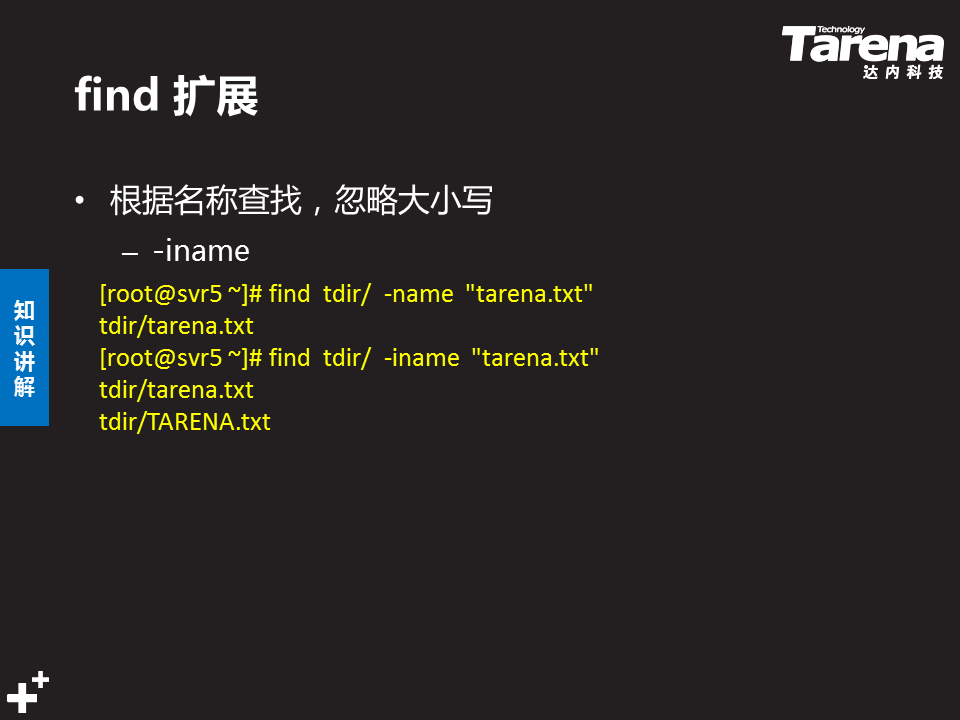 Technology
Tarena
达内科技
find 扩展
• 根据名称查找，忽略大小写
– -iname
[root@svr5 ~]# find  tdir/  -name  "tarena.txt"
tdir/tarena.txt
[root@svr5 ~]# find  tdir/  -iname  "tarena.txt"
tdir/tarena.txt
tdir/TARENA.txt
知
识
讲
解